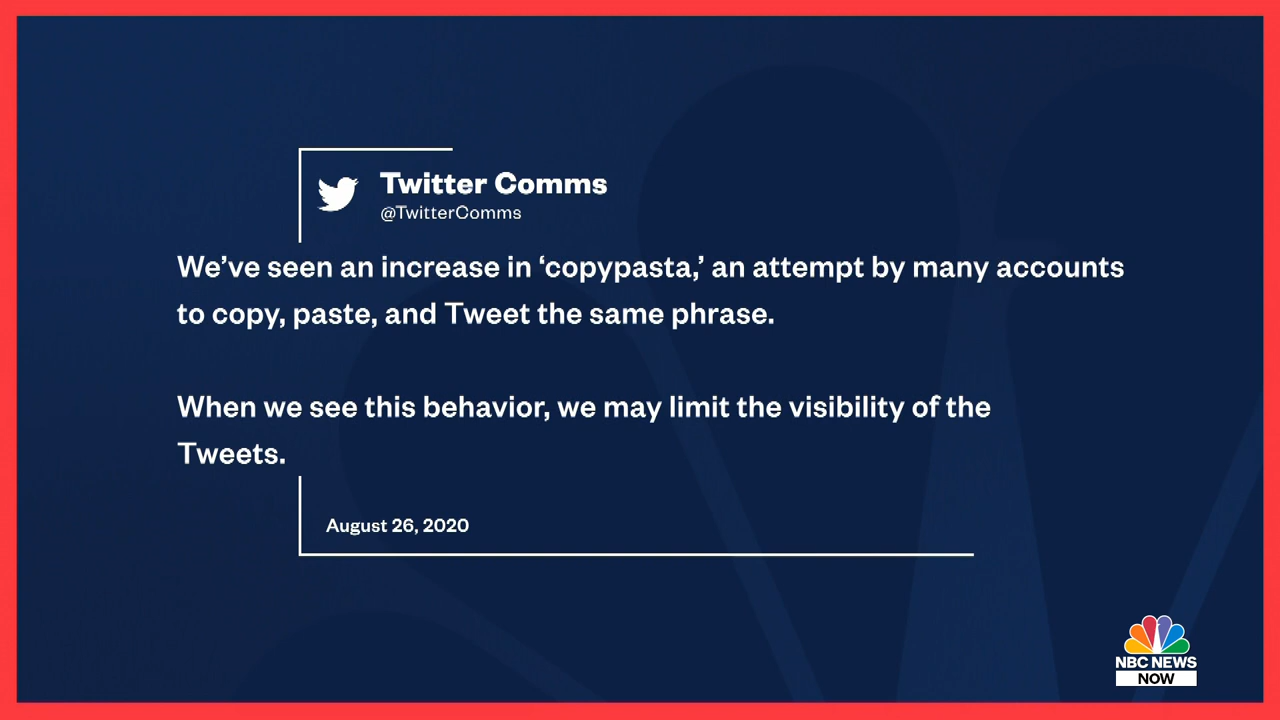 Twitter Comms
@TwitterComms
We’ve seen an increase in ‘copypasta,’ an attempt by many accounts
to copy, paste, and Tweet the same phrase.
When we see this behavior, we may limit the visibility of the
Tweets.
August 26, 2020
NBC NEWS
NOW